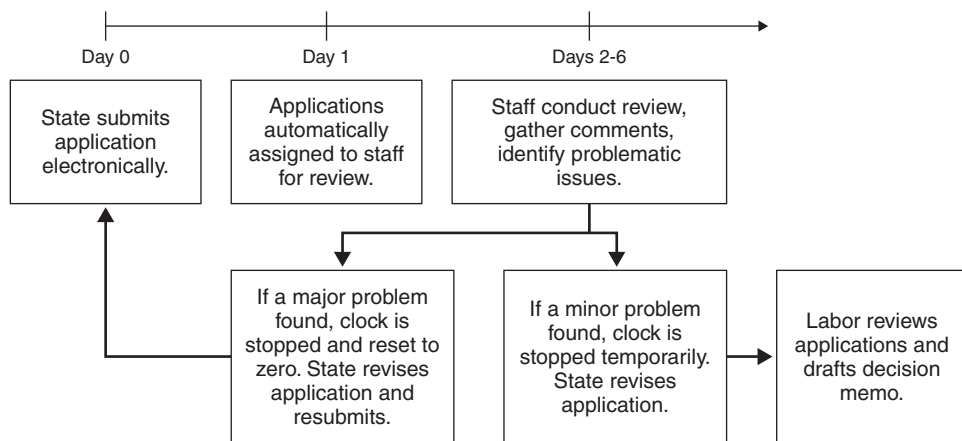 Day 0
Day 1
Days 2-6
State submits
application
electronically.
Applications
automatically
assigned to staff
for review.
Staff conduct review,
gather comments,
identify problematic
issues.
If a major problem
found, clock is
stopped and reset to
zero. State revises
application and
resubmits.
If a minor problem
found, clock is
stopped temporarily.
State revises
application.
Labor reviews
applications and
drafts decision
memo.